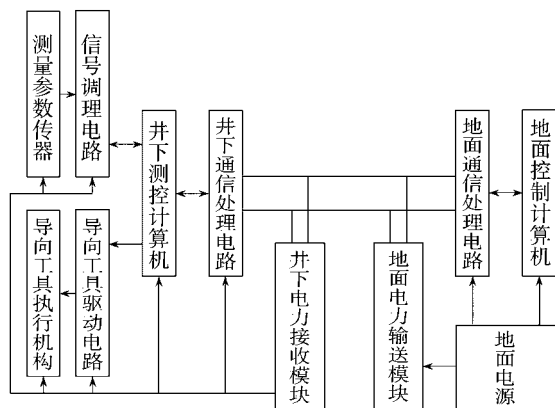 测量参数传器
信号调理电路
井下测控计算机
井下通信处理电路
地面通信处理电路
地面控制计算机
导向工具执行机构
导向工具驱动电路
井下电力接收模块
地面电力输送模块
地面电源